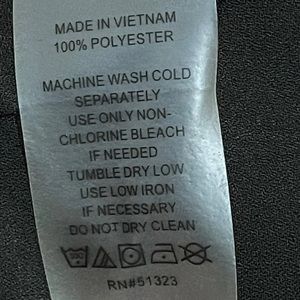 MADE IN VIETNAM
100% POLYESTER
MACHINE WASH COLD
SEPARATELY
USE ONLY NON-
CHLORINE BLEACH
IF NEEDED
TUMBLE DRY LOW
USE LOW IRON
IF NECESSARY
DO NOT DRY CLEAN
RN#51323